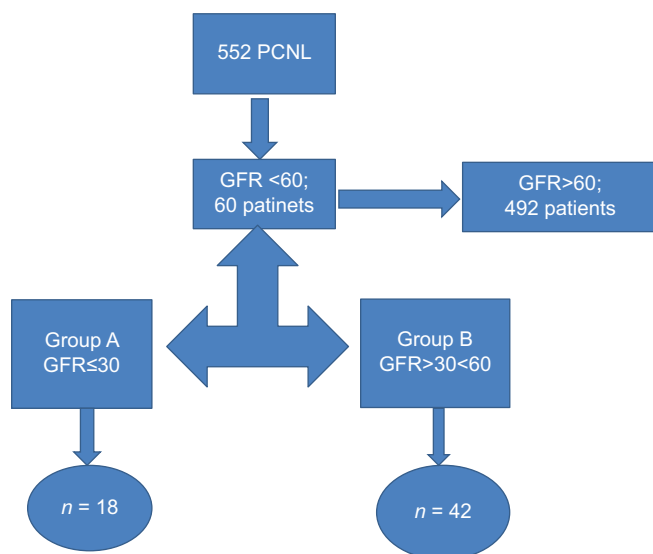 552 PCNL
GFR <60;
60 patinets
GFR>60;
492 patients
Group A
GFR≤30
Group B
GFR>30<60
n = 18
n = 42